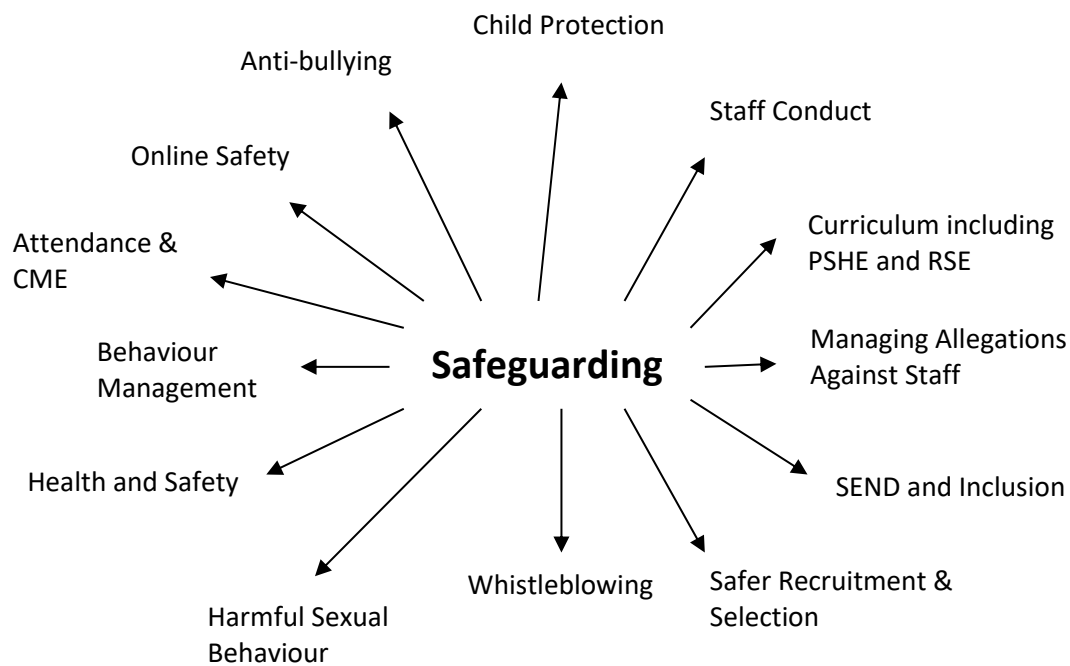 Child Protection
Anti-bullying
Staff Conduct
Online Safety
Curriculum including
PSHE and RSE
Attendance &
CME
Safeguarding
Managing Allegations
Against Staff
Behaviour
Management
Health and Safety
SEND and Inclusion
Whistleblowing
Safer Recruitment &
Selection
Harmful Sexual
Behaviour